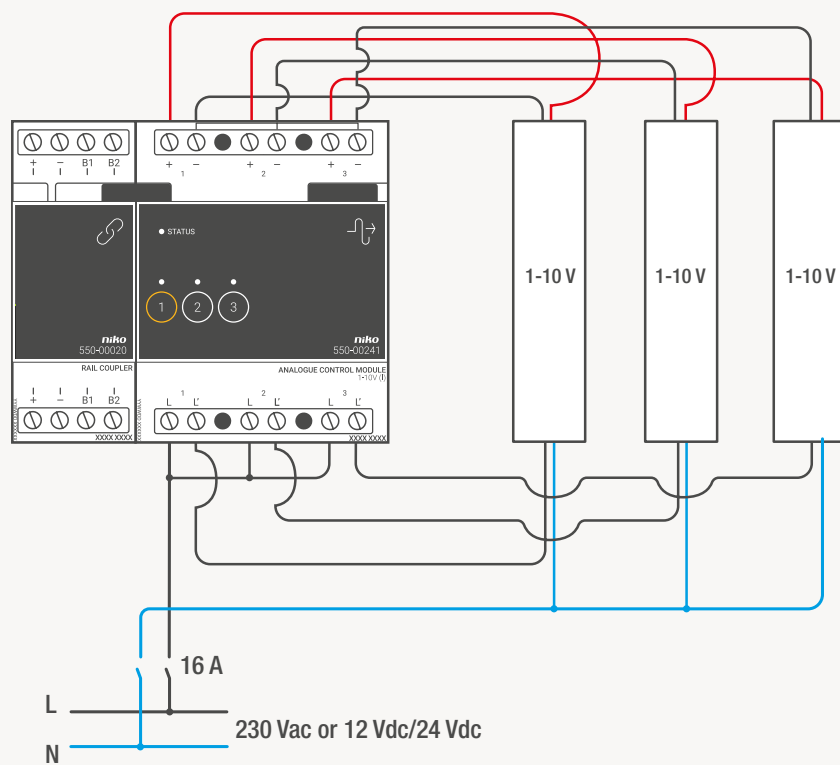 + − B1 B2
+ − + − + −
1 2 3
STATUS
1 2 3
niko
550-00020
niko
550-00241
RAIL COUPLER
ANALOGUE CONTROL MODULE
1-10V (I)
+ − B1 B2
1 2 3
L L' L L' L L'
XXXX XXXX
XXXX XXXX
1-10 V
1-10 V
1-10 V
16 A
L
230 Vac or 12 Vdc/24 Vdc
N